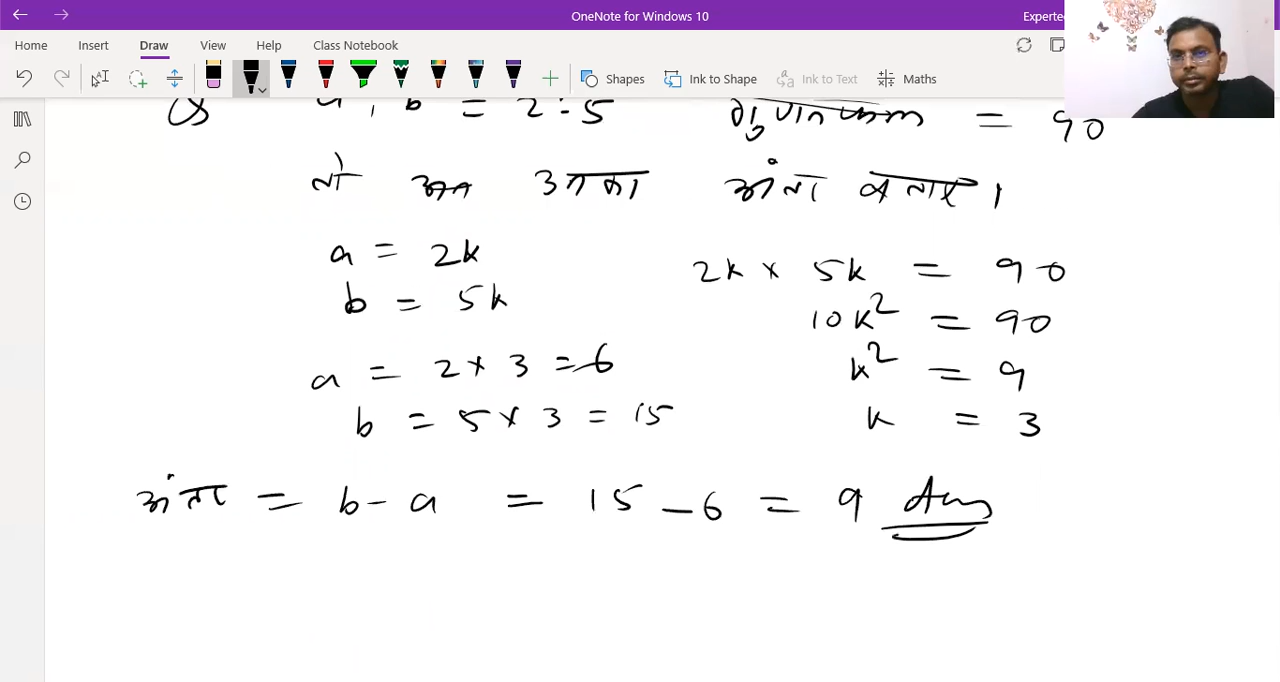 OneNote for Windows 10
Home Insert Draw View Help Class Notebook
Shapes Ink to Shape Ink to Text Maths
a : b = 2:5 = 90
तो उनका बताएं।
a = 2k
b = 5k
2k × 5k = 90
10k² = 90
k² = 9
k = 3
a = 2 × 3 = 6
b = 5 × 3 = 15
अंतर = b - a = 15 - 6 = 9 Ans